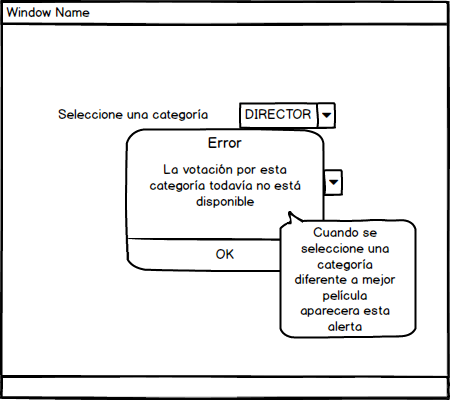 Window Name
Seleccione una categoría
DIRECTOR
Error
La votación por esta
categoría todavía no está
disponible
OK
Cuando se
seleccione una
categoría
diferente a mejor
película
aparecera esta
alerta